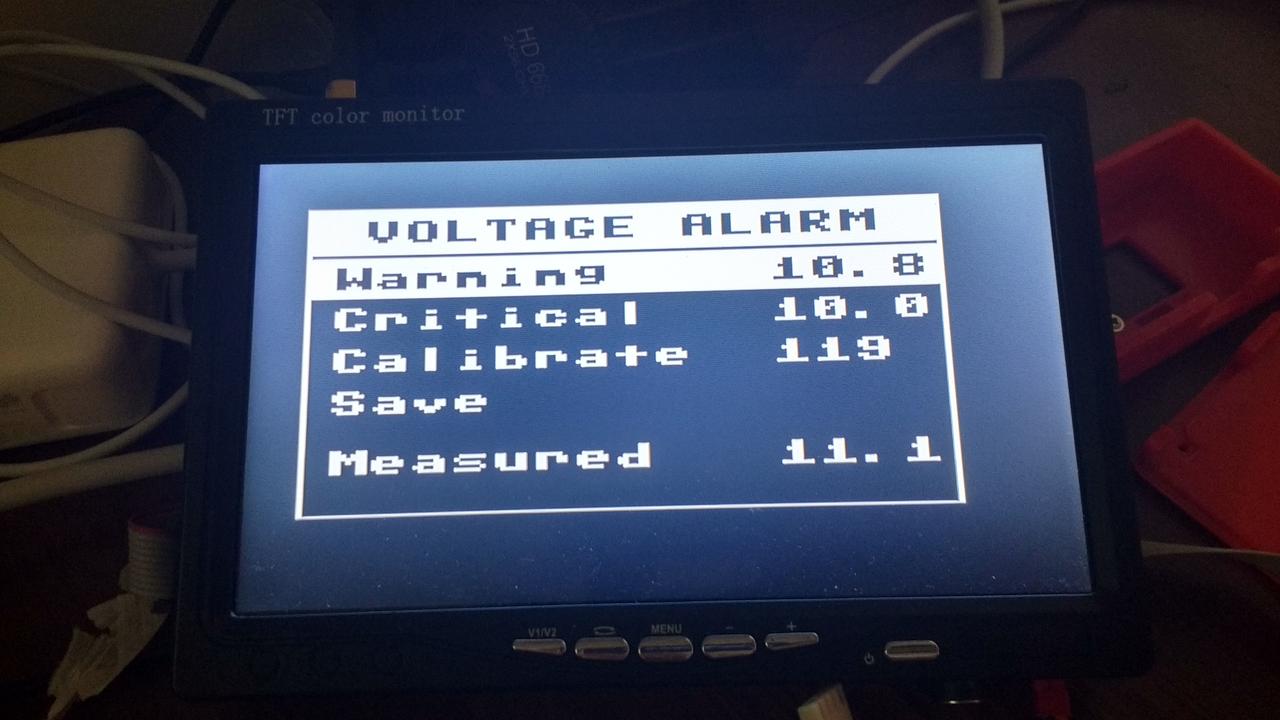 HD
TFT color monitor
VOLTAGE ALARM
Warning 10.8
Critical 10.0
Calibrate 119
Save
Measured 11.1
V1/V2 MENU - +